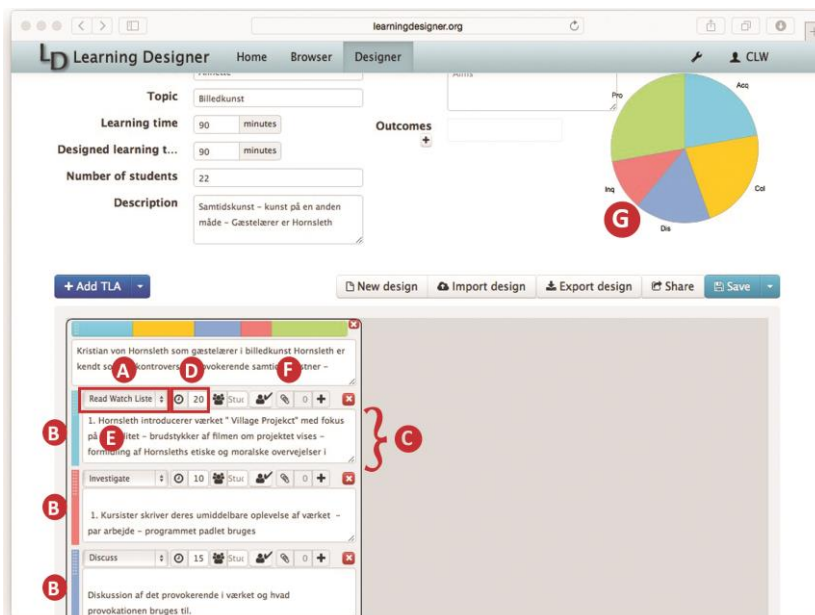 learningdesigner.org
LD Learning Designer Home Browser Designer CLW
Topic Billedkunst
Learning time 90 minutes
Designed learning t... 90 minutes
Number of students 22
Description Samtidskunst – kunst på en anden
måde – Gæstelærer er Hornsleth
Outcomes
+
Pro
Acq
Inq
Col
Dis
G
+ Add TLA New design Import design Export design Share Save
Kristian von Hornsleth som gæstelærer i billedkunst Hornsleth er
kendt
A D F
Read Watch Liste 20 Stu 0 +
B 1. Hornsleth introducerer værket " Village Projekct" med fokus
på E – brudstykker af filmen om projektet vises –
C
formidling af Hornsleths etiske og moralske overvejelser i
Investigate 10 Stu 0 +
B
1. Kursister skriver deres umiddelbare oplevelse af værket –
par arbejde – programmet padlet bruges
Discuss 15 Stu 0 +
B
Diskussion af det provokerende i værket og hvad
provokationen bruges til.